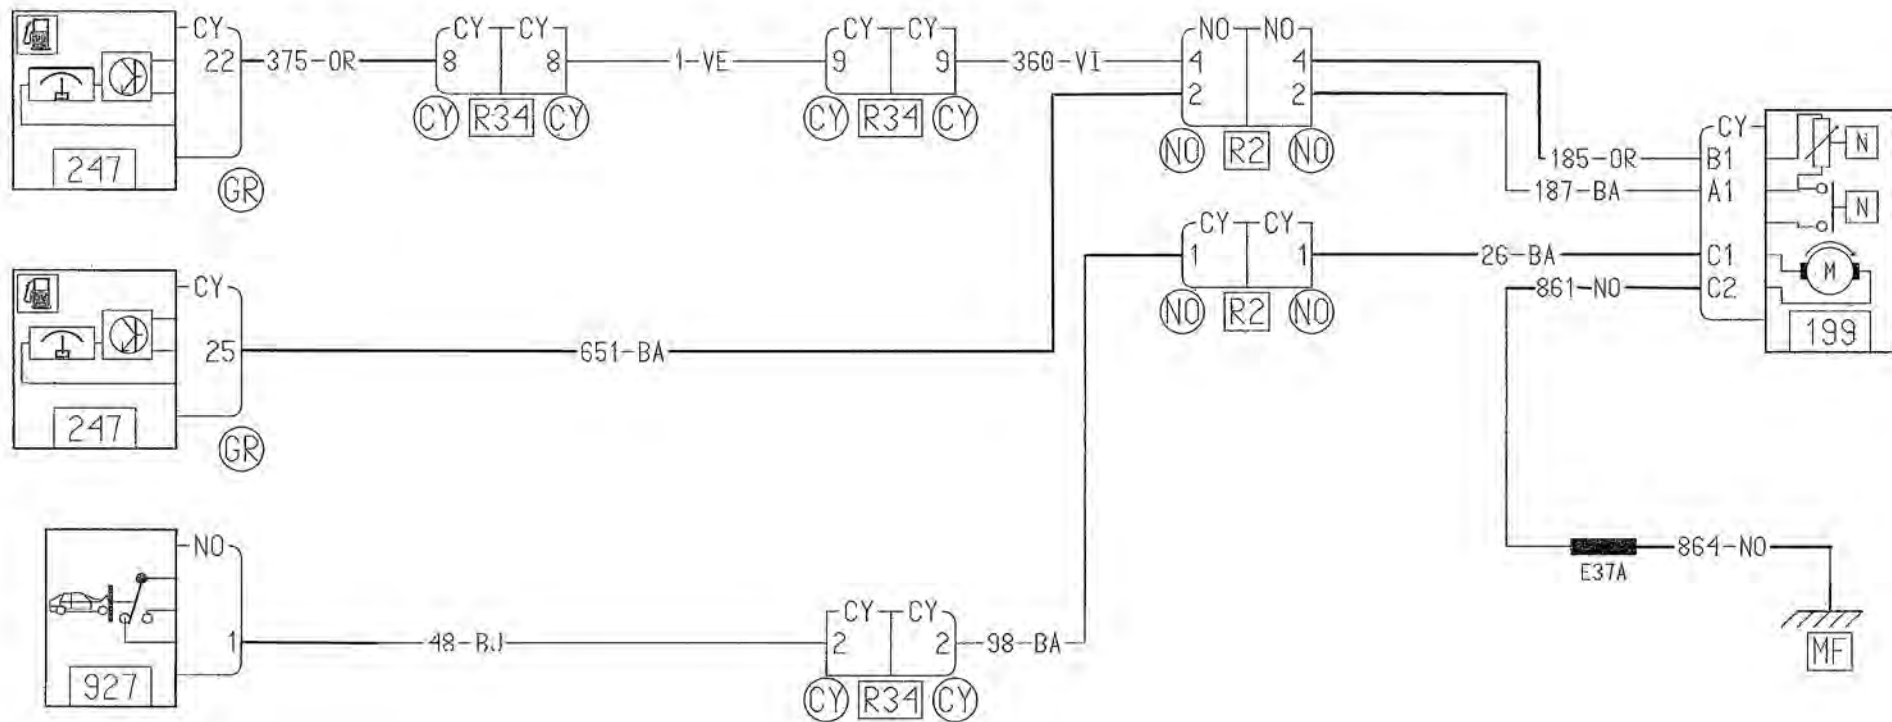 CY CY CY CY CY NO NO
22 375-OR 8 8 1-VE 9 9 360-VI 4 4
2 2
CY R34 CY CY R34 CY
NO R2 NO
CY N
247 185-OR B1
GR 187-BA A1 N
CY CY
1 1 26-BA C1 M
CY 861-NO C2
NO R2 NO
199
25 651-BA
247
GR
NO 864-NO
E37A
CY CY
1 48-BJ 2 2 98-BA
MF
927
CY R34 CY